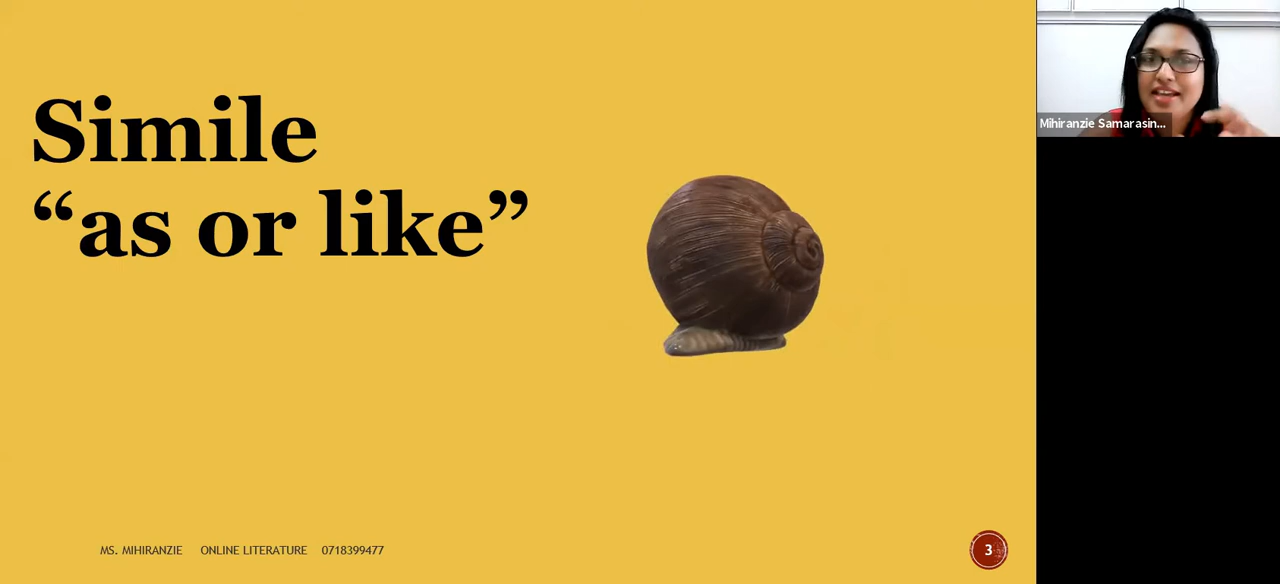 Simile
“as or like”
Mihiranzie Samarasin...
MS. MIHIRANZIE ONLINE LITERATURE 0718399477
3